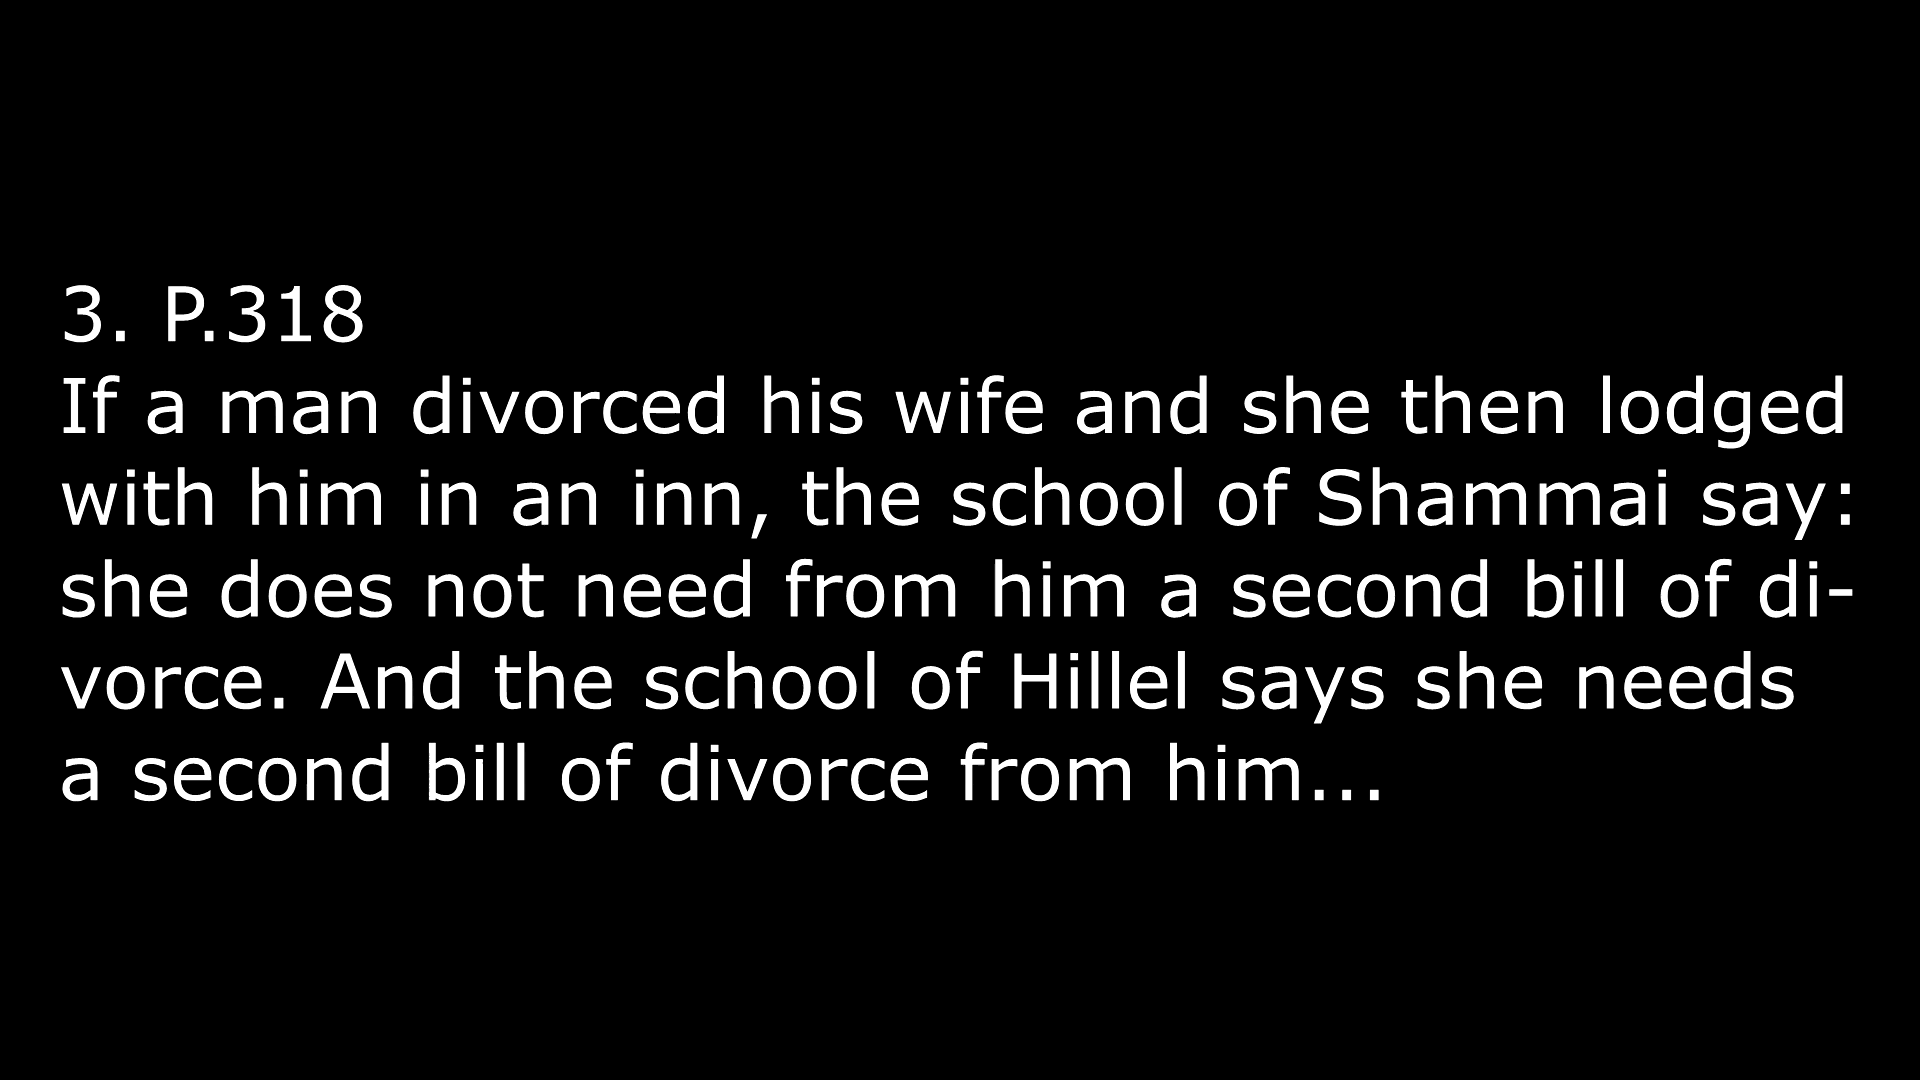 3. P.318
If a man divorced his wife and she then lodged
with him in an inn, the school of Shammai say:
she does not need from him a second bill of di-
vorce. And the school of Hillel says she needs
a second bill of divorce from him...